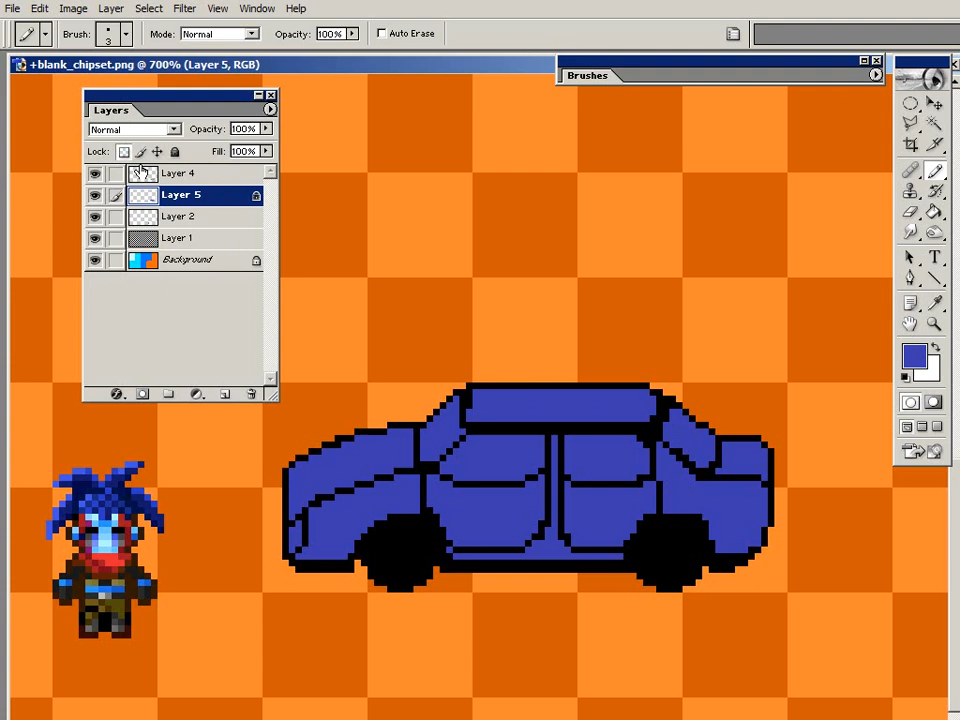 File Edit Image Layer Select Filter View Window Help
Brush: 3 Mode: Normal Opacity: 100% Auto Erase
+blank_chipset.png @ 700% (Layer 5, RGB)
Brushes
Layers
Normal Opacity: 100%
Lock: Fill: 100%
Layer 4
Layer 5
Layer 2
Layer 1
Background
T